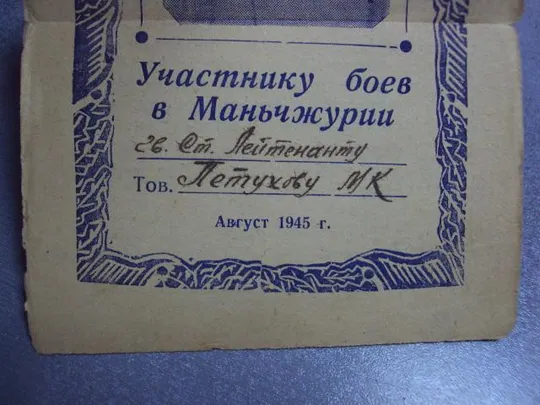 Участнику боев
в Маньчжурии
гв. Ст. Лейтенанту
Тов. Петухову МК
Август 1945 г.